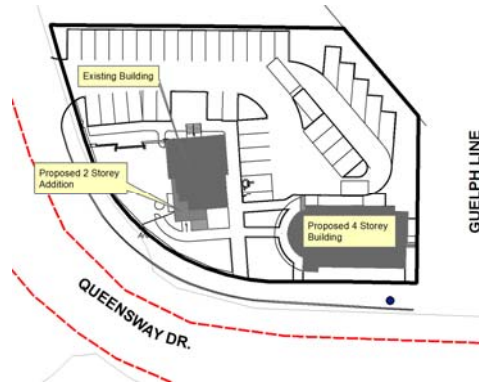 Existing Building
Proposed 2 Storey
Addition
Proposed 4 Storey
Building
GUELPH LINE
QUEENSWAY DR.